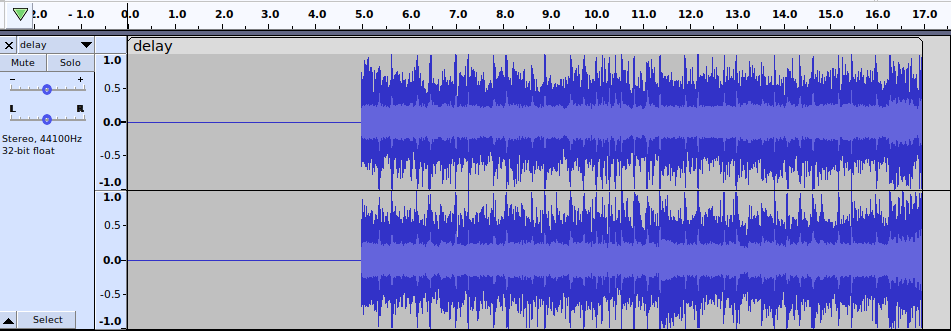 2.0 - 1.0 0.0 1.0 2.0 3.0 4.0 5.0 6.0 7.0 8.0 9.0 10.0 11.0 12.0 13.0 14.0 15.0 16.0 17.0
× delay
delay
Mute Solo
- +
L R
Stereo, 44100Hz
32-bit float
Select
1.0
0.5-
0.0-
-0.5-
-1.0
1.0
0.5-
0.0-
-0.5-
-1.0